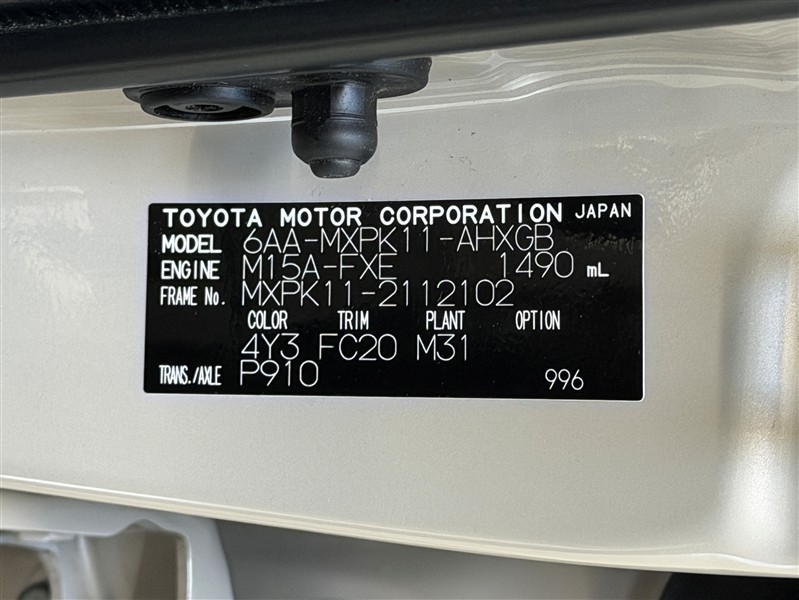 TOYOTA MOTOR CORPORATION JAPAN
MODEL 6AA-MXPK11-AHXGB
ENGINE M15A-FXE 1490 mL
FRAME No. MXPK11-2112102
COLOR TRIM PLANT OPTION
4Y3 FC20 M31
TRANS./AXLE P910 996